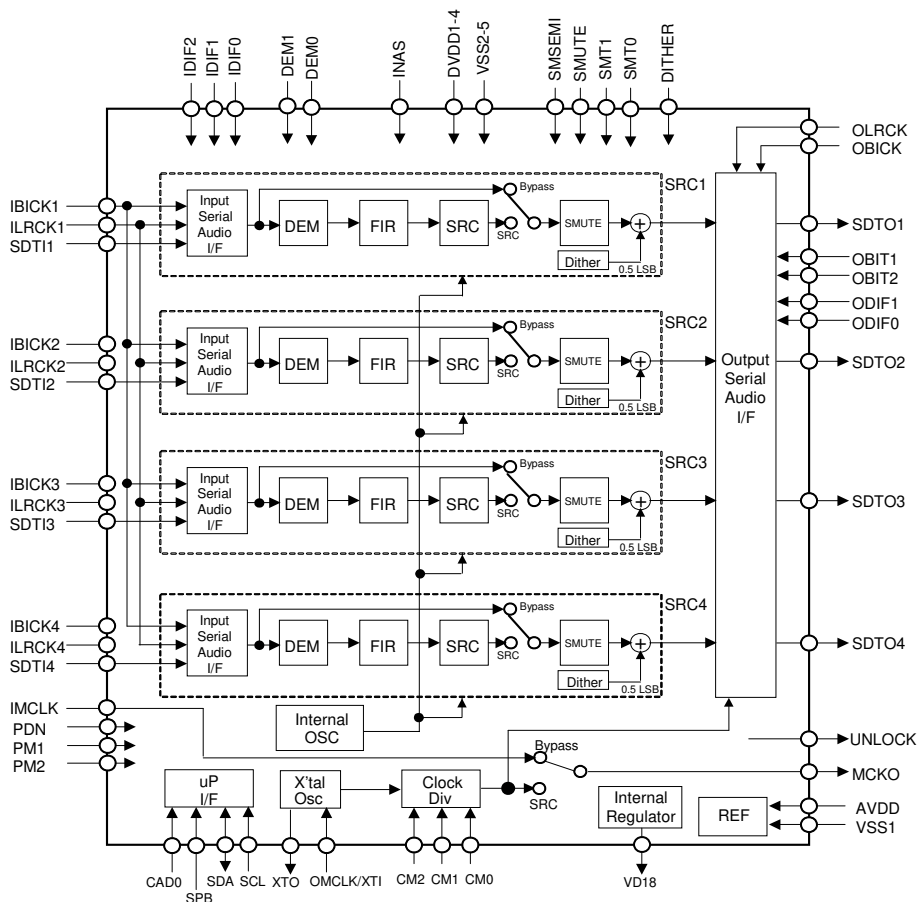 IDIF2
IDIF1
IDIF0
DEM1
DEM0
INAS
DVDD1-4
VSS2-5
SMSEMI
SMUTE
SMT1
SMT0
DITHER
OLRCK
OBICK
SRC1
IBICK1
ILRCK1
SDTI1
Input
Serial
Audio
I/F
DEM
FIR
SRC
Bypass
SRC
SMUTE
Dither
0.5 LSB
SDTO1
OBIT1
OBIT2
ODIF1
ODIF0
SRC2
IBICK2
ILRCK2
SDTI2
Input
Serial
Audio
I/F
DEM
FIR
SRC
Bypass
SRC
SMUTE
Dither
0.5 LSB
Output
Serial
Audio
I/F
SDTO2
SRC3
IBICK3
ILRCK3
SDTI3
Input
Serial
Audio
I/F
DEM
FIR
SRC
Bypass
SRC
SMUTE
Dither
0.5 LSB
SDTO3
SRC4
IBICK4
ILRCK4
SDTI4
Input
Serial
Audio
I/F
DEM
FIR
SRC
Bypass
SRC
SMUTE
Dither
0.5 LSB
SDTO4
IMCLK
PDN
PM1
PM2
Internal
OSC
Bypass
SRC
UNLOCK
MCKO
uP
I/F
X'tal
Osc
Clock
Div
Internal
Regulator
REF
AVDD
VSS1
CAD0
SPB
SDA
SCL
XTO
OMCLK/XTI
CM2
CM1
CM0
VD18